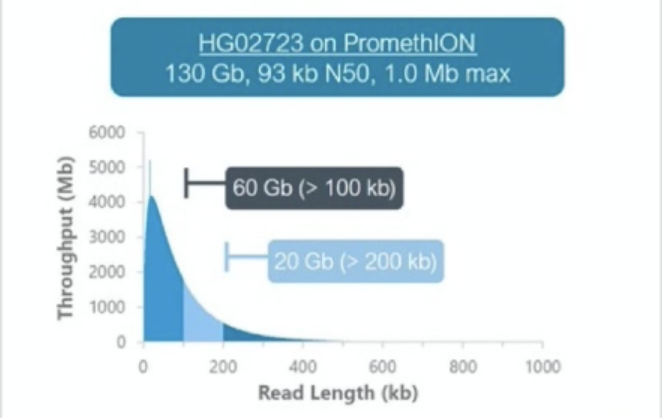 HG02723 on PromethION
130 Gb, 93 kb N50, 1.0 Mb max
6000
5000
4000
3000
2000
1000
0
Throughput (Mb)
60 Gb (> 100 kb)
20 Gb (> 200 kb)
0 200 400 600 800 1000
Read Length (kb)